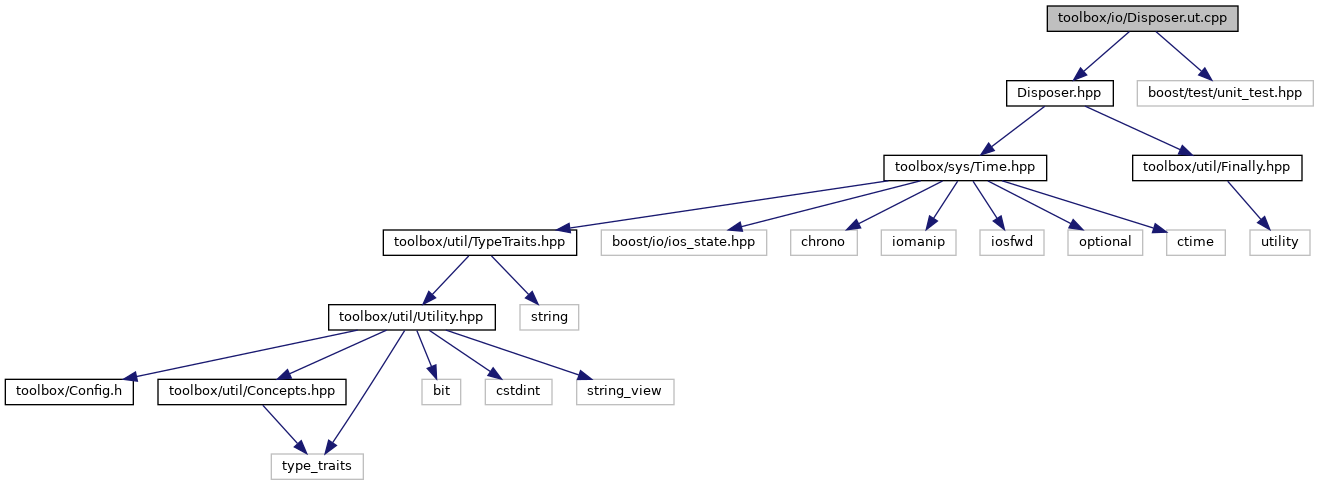 toolbox/io/Disposer.ut.cpp
Disposer.hpp
boost/test/unit_test.hpp
toolbox/sys/Time.hpp
toolbox/util/Finally.hpp
toolbox/util/TypeTraits.hpp
boost/io/ios_state.hpp
chrono
iomanip
iosfwd
optional
ctime
utility
toolbox/util/Utility.hpp
string
toolbox/Config.h
toolbox/util/Concepts.hpp
bit
cstdint
string_view
type_traits